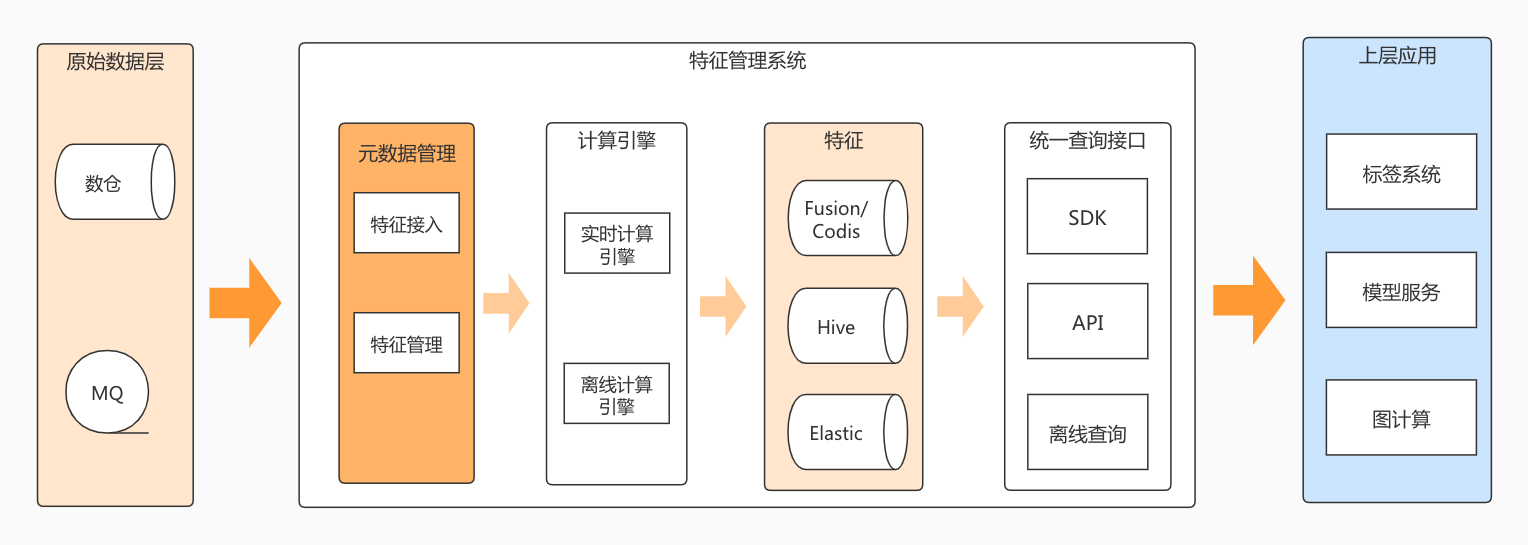 原始数据层
数仓
MQ
特征管理系统
元数据管理
特征接入
特征管理
计算引擎
实时计算
引擎
离线计算
引擎
特征
Fusion/
Codis
Hive
Elastic
统一查询接口
SDK
API
离线查询
上层应用
标签系统
模型服务
图计算